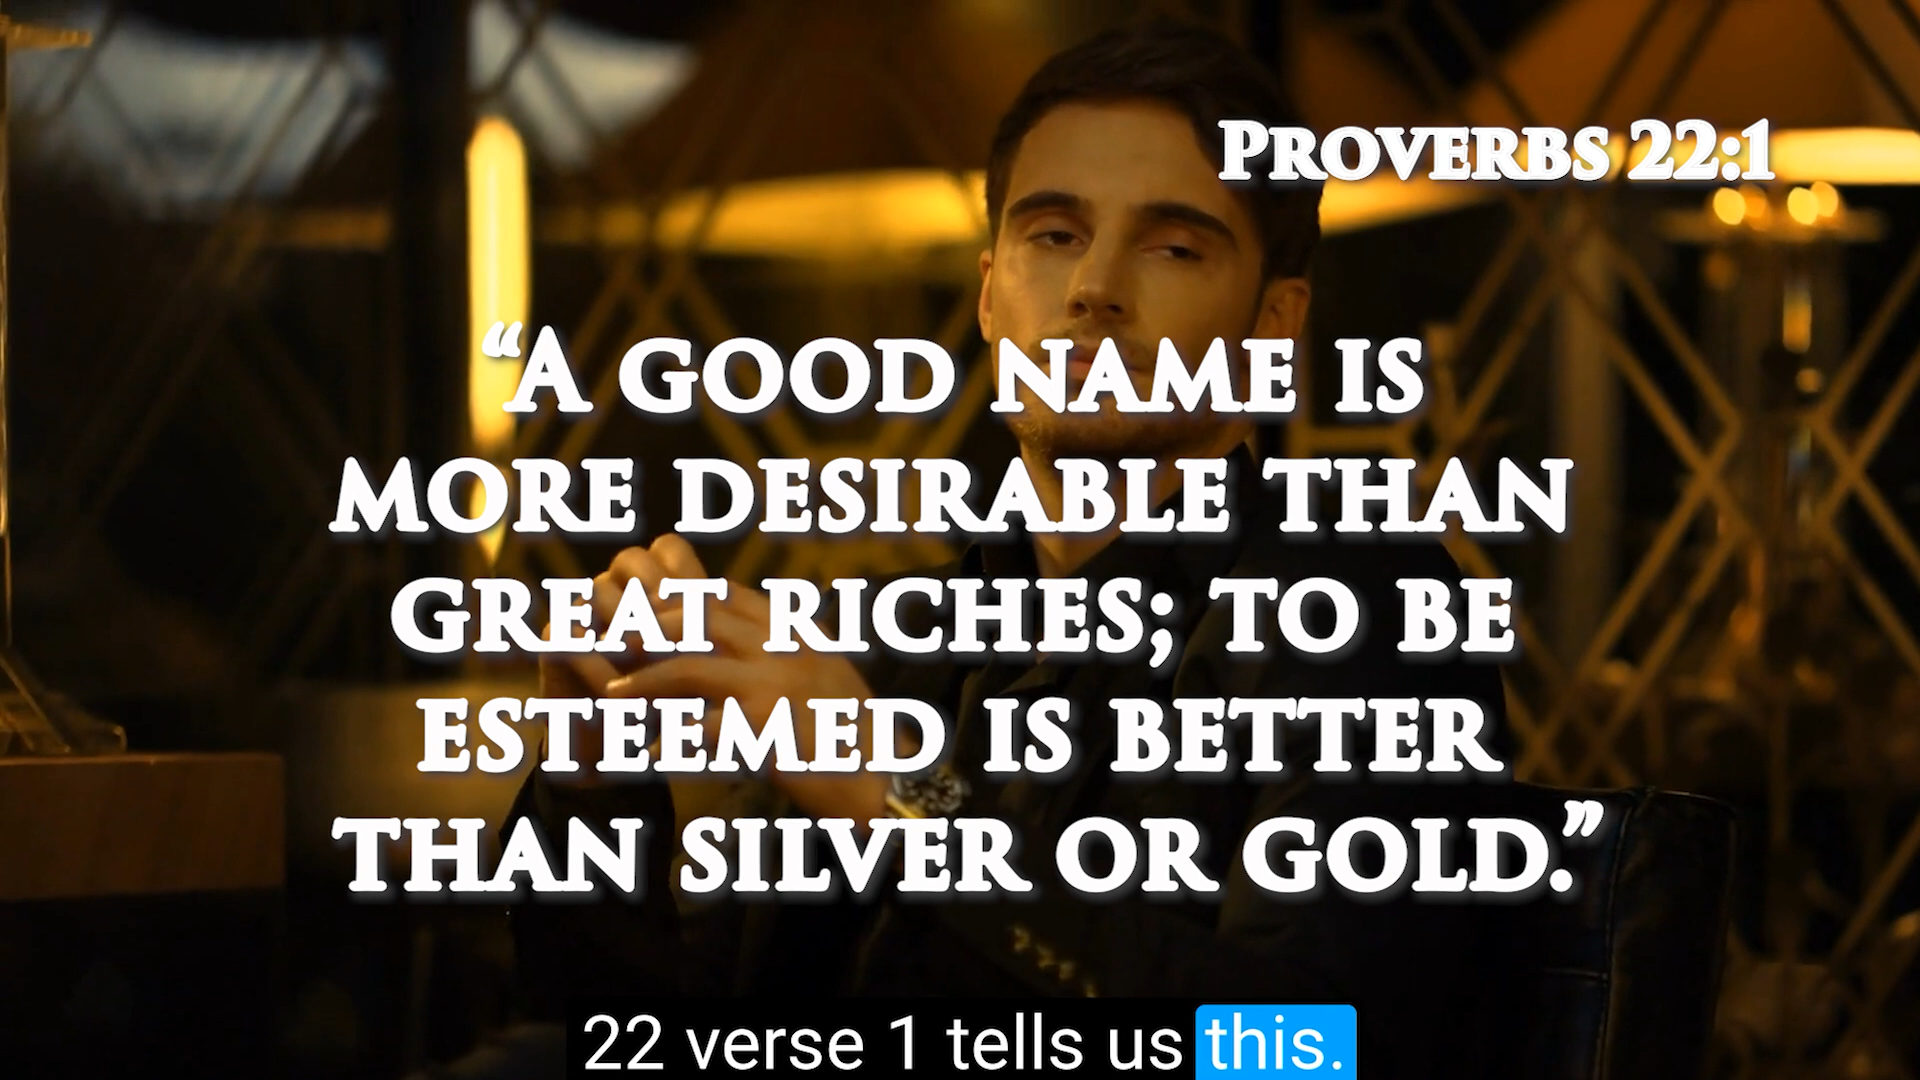 PROVERBS 22:1
“A GOOD NAME IS
MORE DESIRABLE THAN
GREAT RICHES; TO BE
ESTEEMED IS BETTER
THAN SILVER OR GOLD.”
22 verse 1 tells us this.